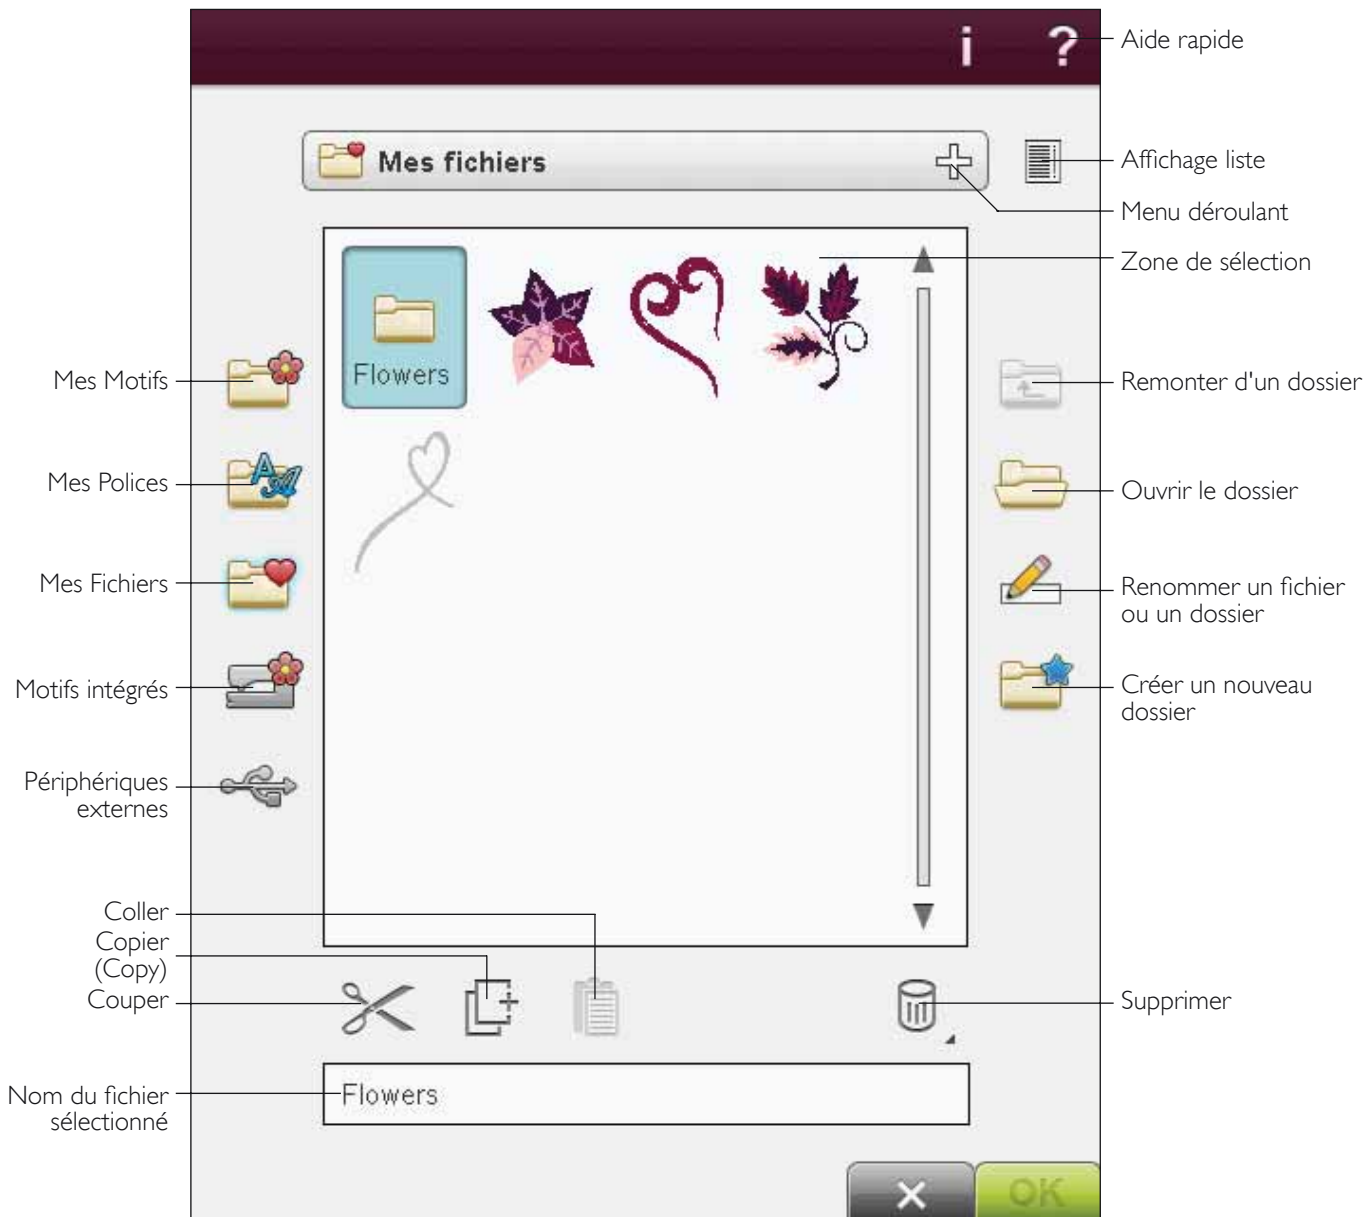 i ?
Aide rapide
Mes fichiers
Affichage liste
Menu déroulant
Zone de sélection
Flowers
Mes Motifs
Remonter d'un dossier
Mes Polices
Ouvrir le dossier
Mes Fichiers
Renommer un fichier
ou un dossier
Motifs intégrés
Créer un nouveau
dossier
Périphériques
externes
Coller
Copier
(Copy)
Couper
Supprimer
Nom du fichier
sélectionné
Flowers
OK